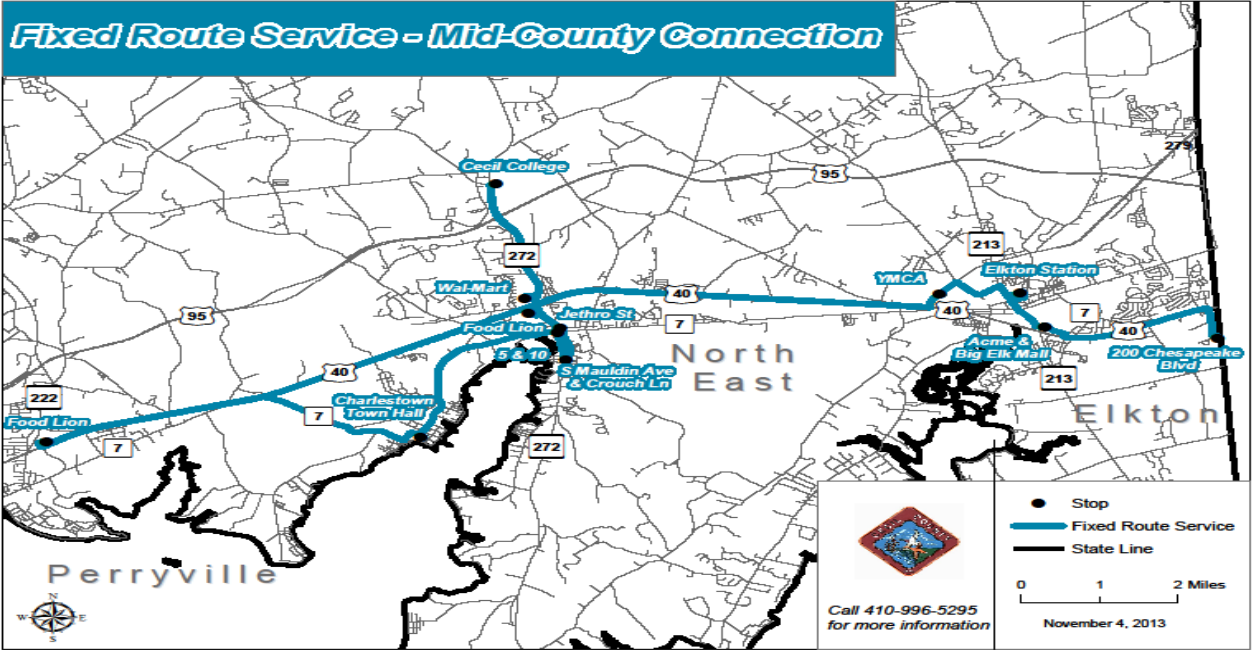 Fixed Route Service - Mid-County Connection
279
Cecil College
95
213
272
YMCA
Elkton Station
Wal-Mart
40
40
7
95
Food Lion
Jethro St
7
40
5 & 10
North
East
Acme &
Big Elk Mall
200 Chesapeake
Blvd
S Mauldin Ave
& Crouch Ln
40
213
222
Charlestown
Town Hall
7
Elkton
Food Lion
7
272
Perryville
N
W
E
S
Stop
Fixed Route Service
State Line
0 1 2 Miles
Call 410-996-5295
for more information
November 4, 2013